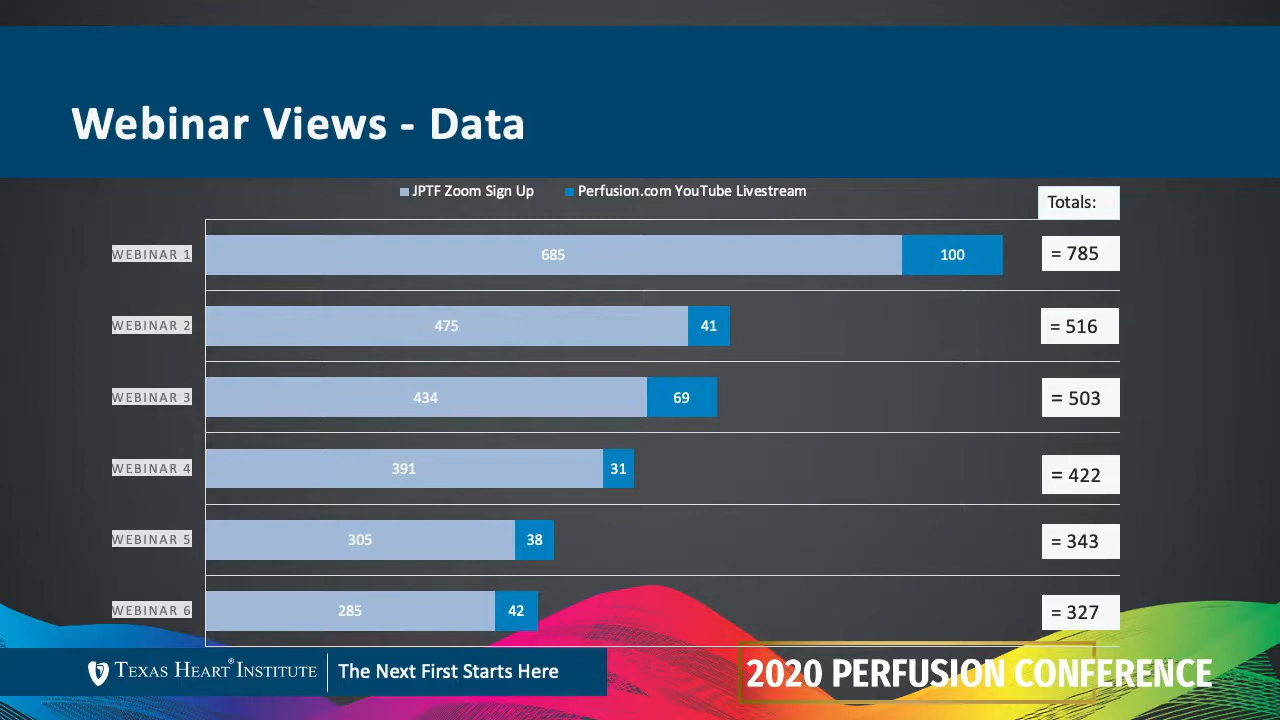 Webinar Views - Data
JPTF Zoom Sign Up Perfusion.com YouTube Livestream
Totals:
WEBINAR 1 685 100 = 785
WEBINAR 2 475 41 = 516
WEBINAR 3 434 69 = 503
WEBINAR 4 391 31 = 422
WEBINAR 5 305 38 = 343
WEBINAR 6 285 42 = 327
TEXAS HEART® INSTITUTE The Next First Starts Here
2020 PERFUSION CONFERENCE